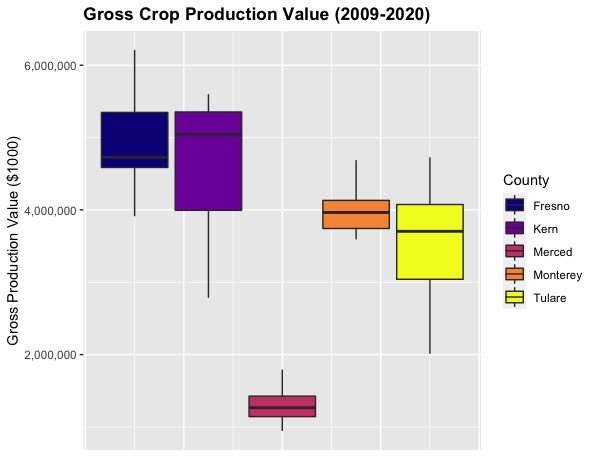 Gross Crop Production Value (2009-2020)
6,000,000
4,000,000
2,000,000
Gross Production Value ($1000)
County
Fresno
Kern
Merced
Monterey
Tulare